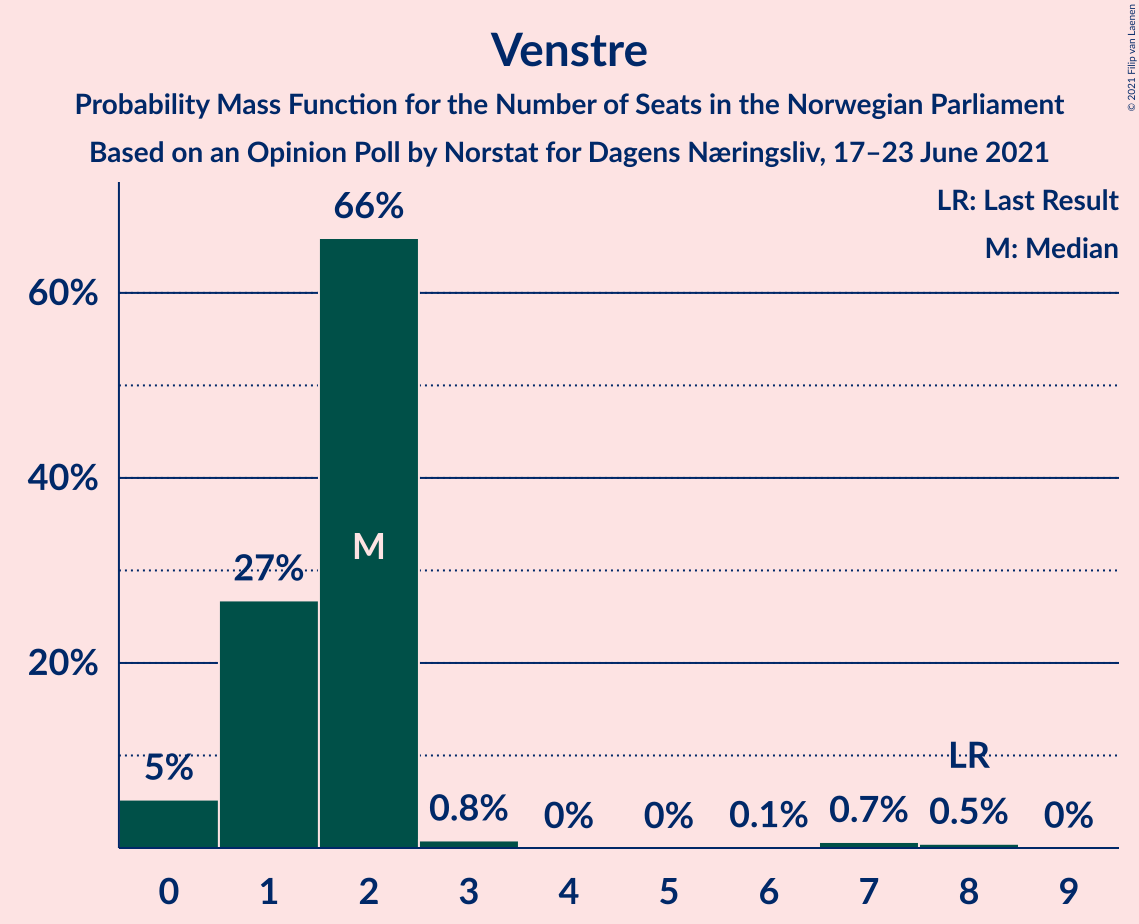 Venstre
Probability Mass Function for the Number of Seats in the Norwegian Parliament
Based on an Opinion Poll by Norstat for Dagens Næringsliv, 17–23 June 2021
© 2021 Filip van Laenen
LR: Last Result
M: Median
66%
60%
40%
M
27%
20%
5%
LR
0.8%
0%
0%
0.1%
0.7%
0.5%
0%
0 1 2 3 4 5 6 7 8 9